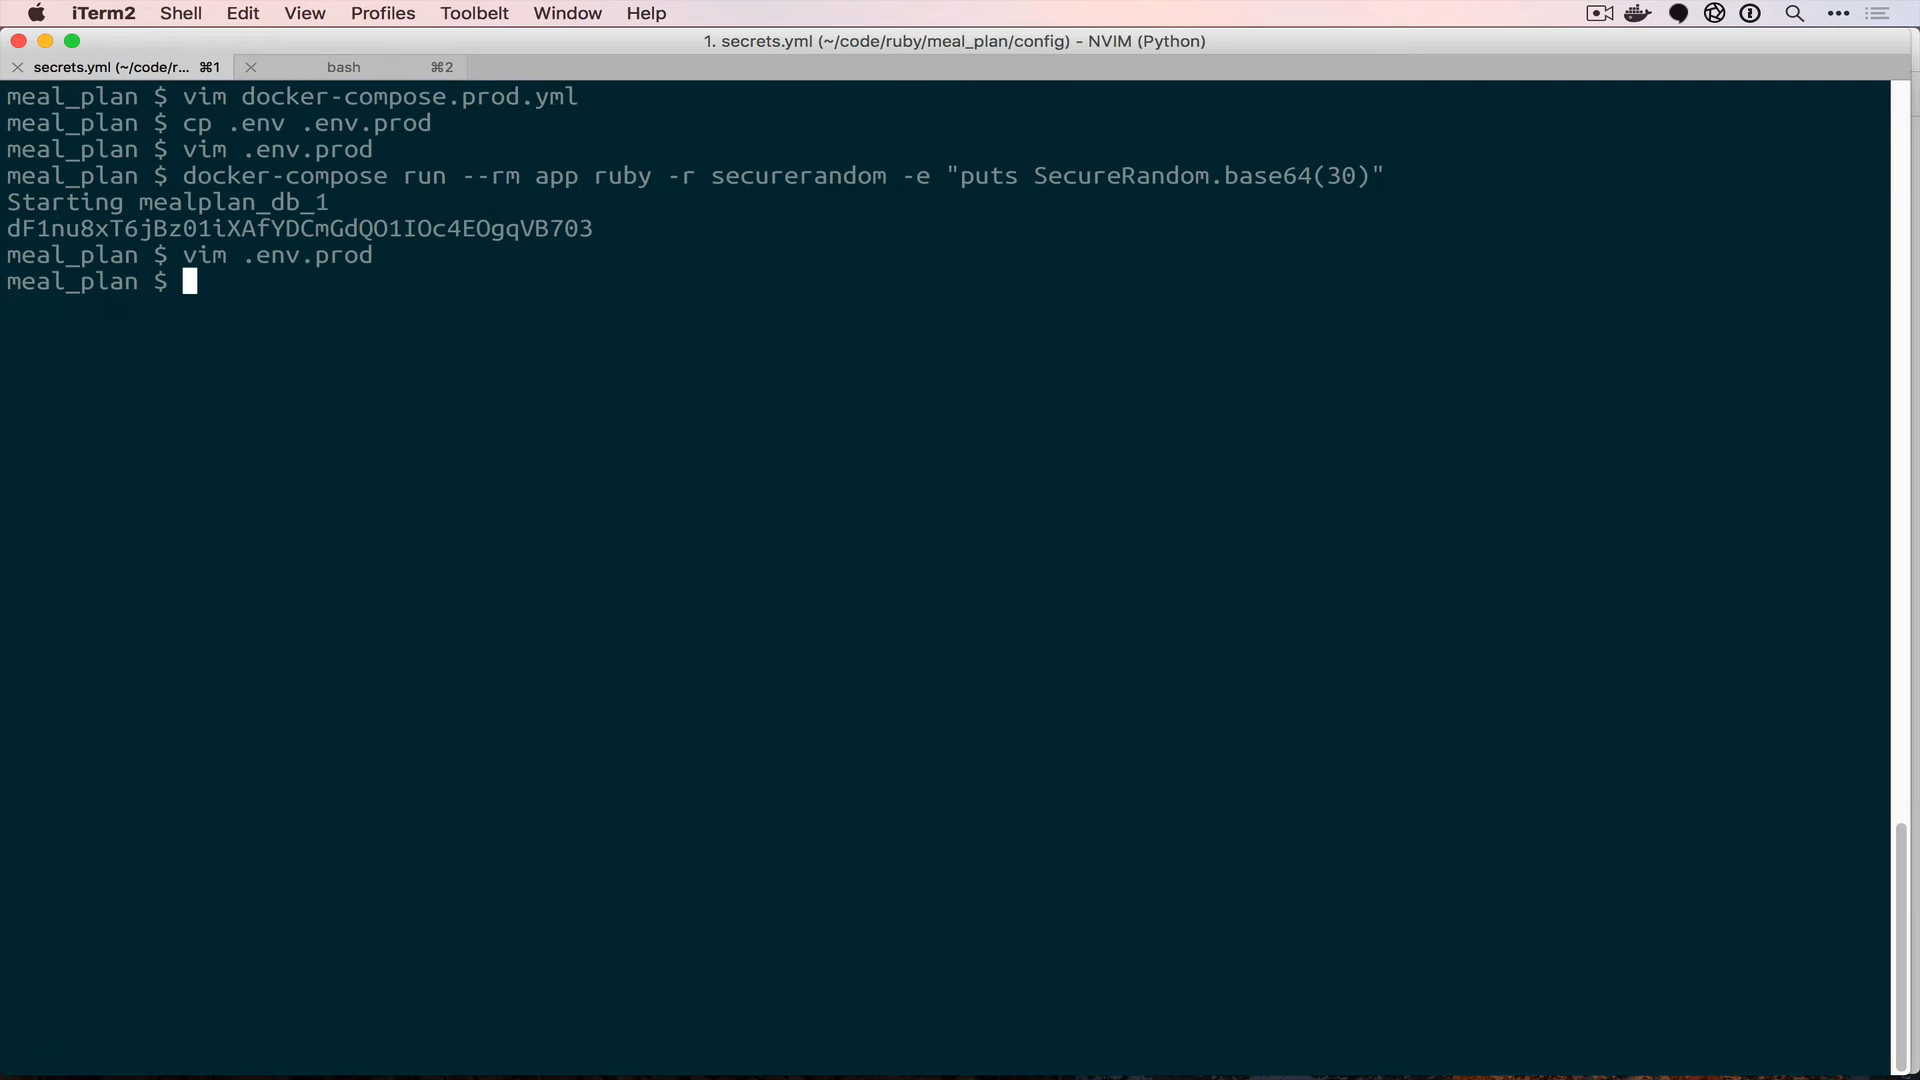 iTerm2 Shell Edit View Profiles Toolbelt Window Help
1. secrets.yml (~/code/ruby/meal_plan/config) - NVIM (Python)
secrets.yml (~/code/r... ⌘1 bash ⌘2
meal_plan $ vim docker-compose.prod.yml
meal_plan $ cp .env .env.prod
meal_plan $ vim .env.prod
meal_plan $ docker-compose run --rm app ruby -r securerandom -e "puts SecureRandom.base64(30)"
Starting mealplan_db_1
dF1nu8xT6jBz01iXAfYDCmGdQO1IOc4EOgqVB703
meal_plan $ vim .env.prod
meal_plan $